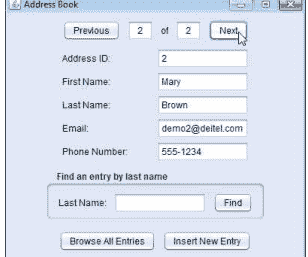 Address Book
Previous 2 of 2 Next
Address ID: 2
First Name: Mary
Last Name: Brown
Email: demo2@deitel.com
Phone Number: 555-1234
Find an entry by last name
Last Name: Find
Browse All Entries Insert New Entry